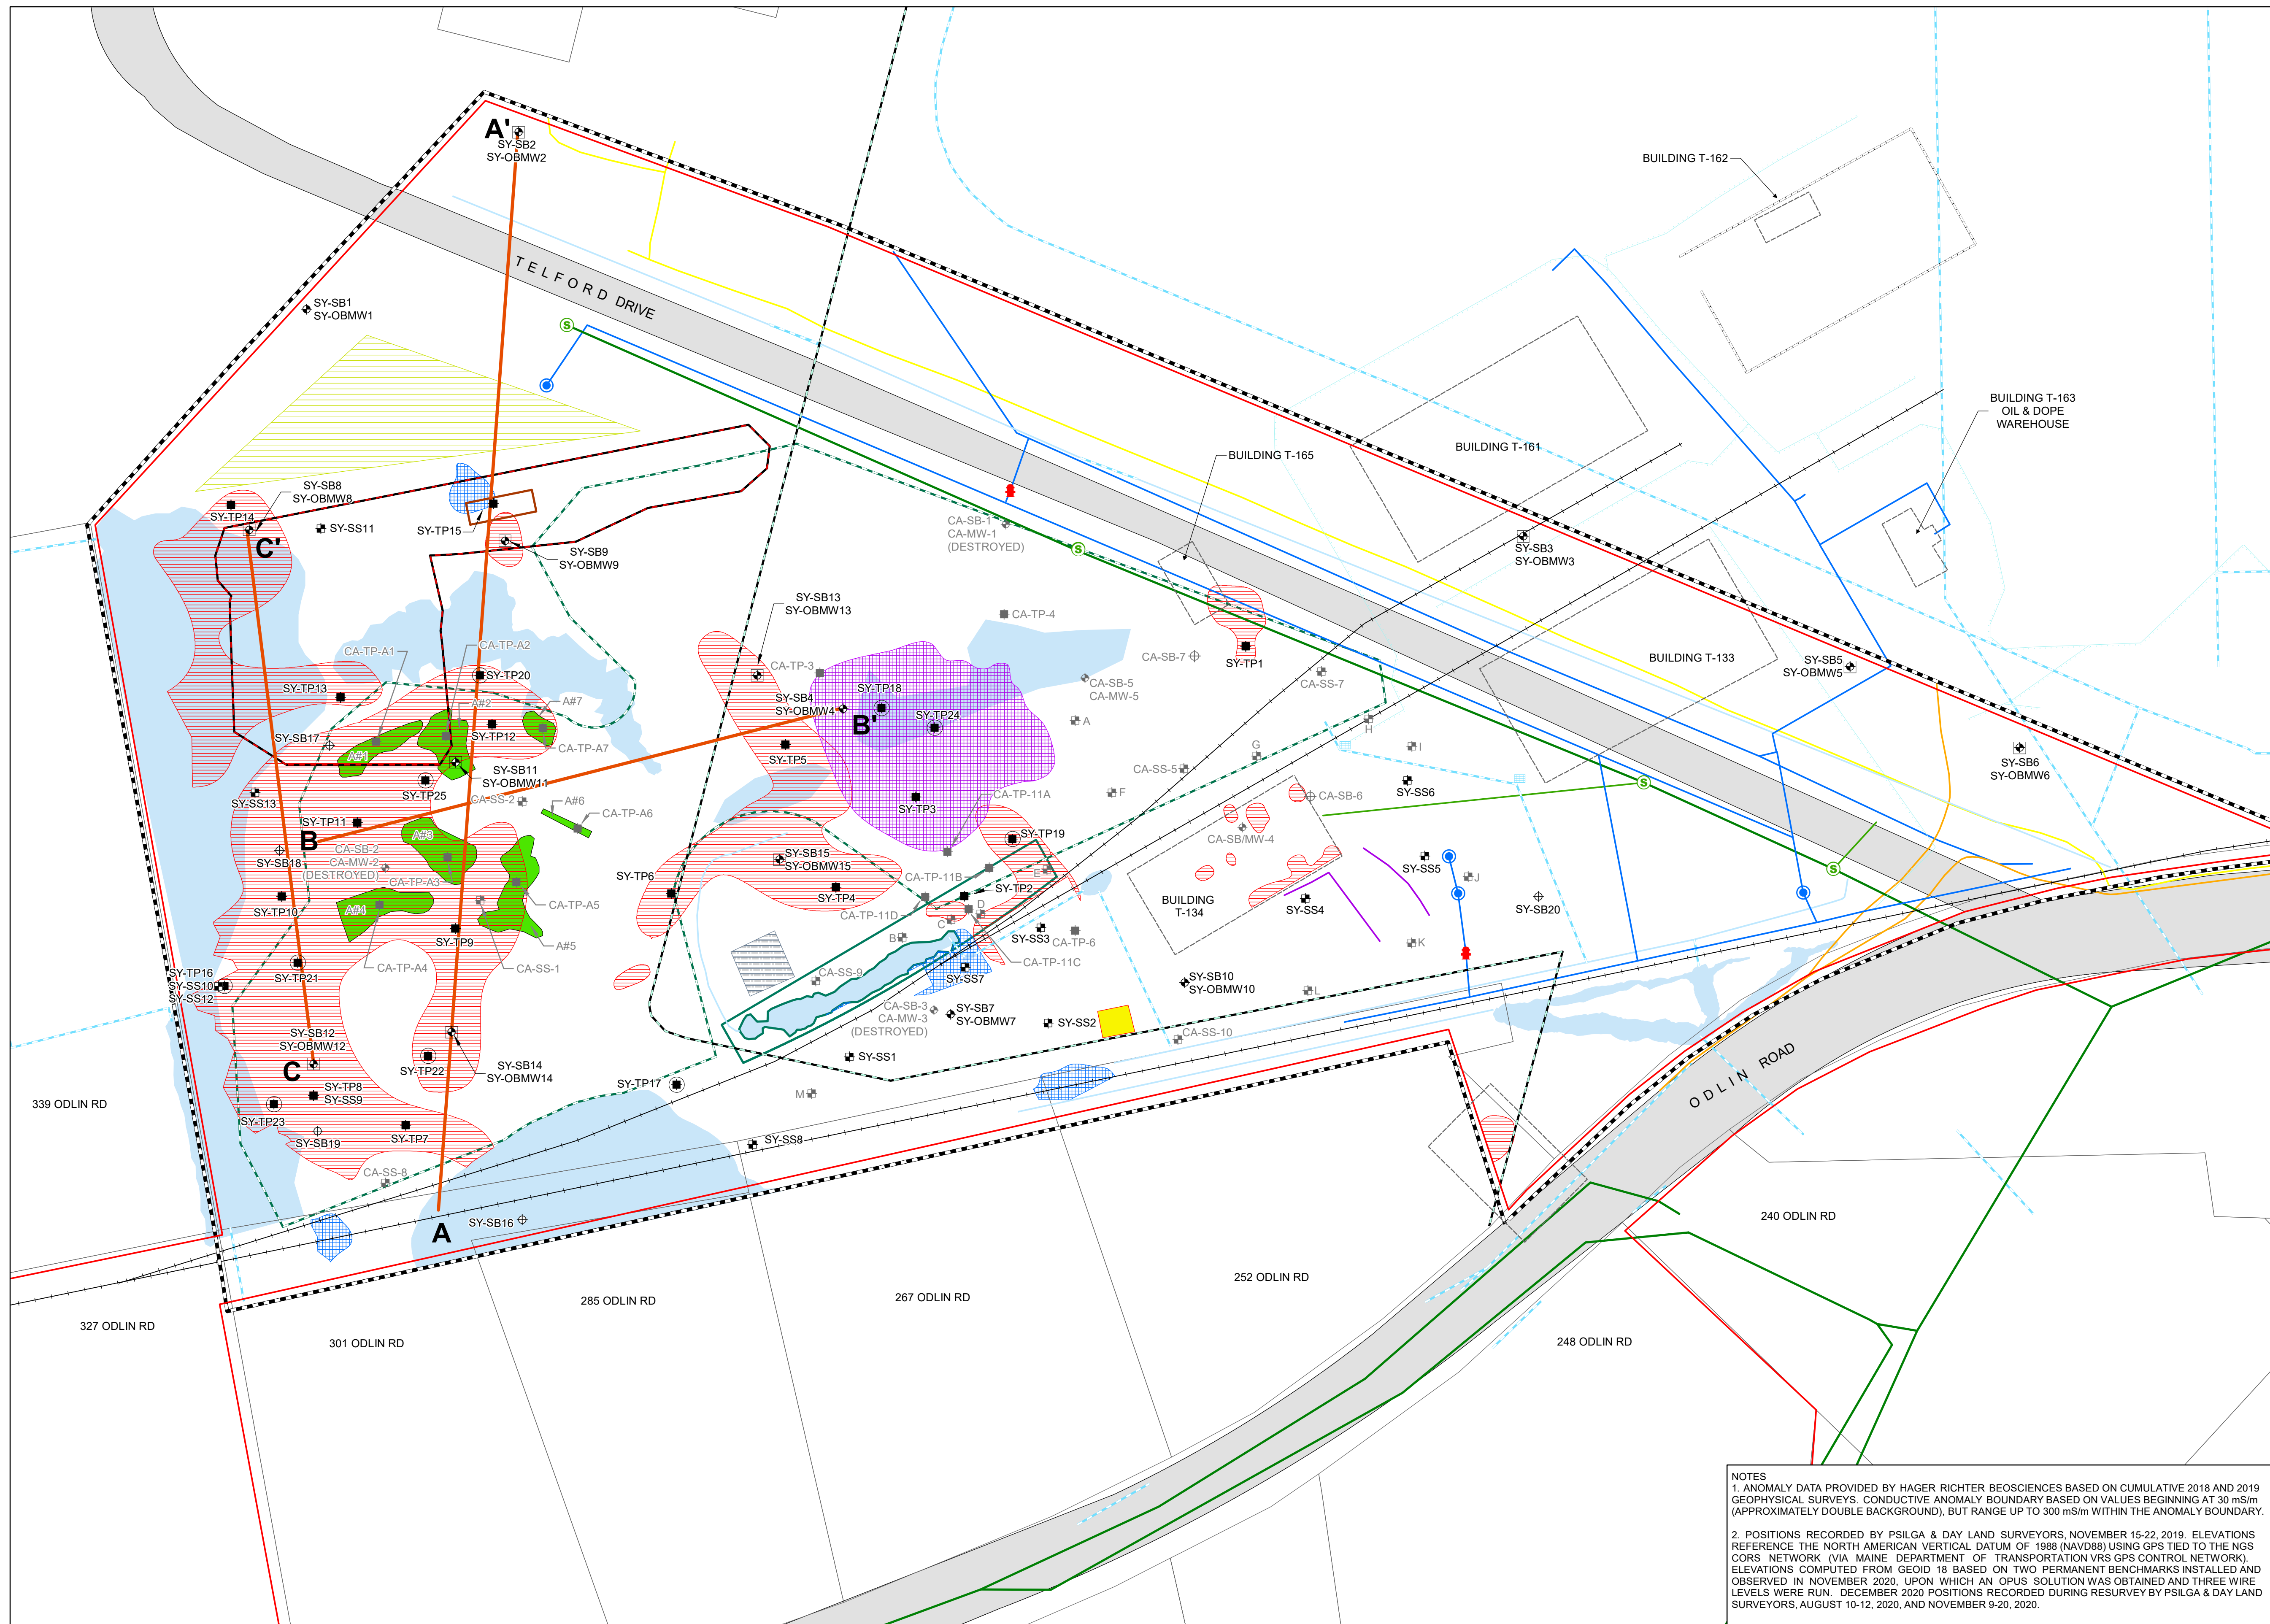 A'
SY-SB2
SY-OBMW2
BUILDING T-162
TELFORD DRIVE
SY-SB1
SY-OBMW1
S
BUILDING T-163
OIL & DOPE
WAREHOUSE
BUILDING T-161
BUILDING T-165
SY-SB8
SY-OBMW8
SY-TP14
C'
SY-SS11
SY-TP15
SY-SB9
SY-OBMW9
CA-SB-1
CA-MW-1
(DESTROYED)
S
SY-SB3
SY-OBMW3
SY-SB13
SY-OBMW13
CA-TP-4
CA-TP-A1
CA-TP-A2
CA-TP-3
CA-SB-7
SY-TP1
BUILDING T-133
SY-SB5
SY-OBMW5
SY-TP20
SY-TP13
A#2
A#7
SY-SB4
SY-OBMW4
SY-TP18
CA-SB-5
CA-MW-5
CA-SS-7
B'
SY-TP24
A
H
SY-SB17
SY-TP12
CA-TP-A7
A#1
SY-TP5
G
I
SY-SB6
SY-OBMW6
SY-SB11
SY-OBMW11
CA-SS-5
S
SY-SS13
SY-TP25
CA-SS-2
A#6
CA-TP-A6
SY-TP3
CA-TP-11A
F
CA-SB-6
SY-SS6
SY-TP11
B
A#3
CA-SB/MW-4
SY-TP19
CA-SB-2
CA-MW-2
(DESTROYED)
SY-SB18
SY-SB15
SY-OBMW15
CA-TP-11B
E
SY-SS5
S
J
CA-TP-A3
SY-TP6
SY-TP4
SY-TP2
SY-TP10
A#4
CA-TP-A5
CA-TP-11D
D
C
BUILDING
T-134
SY-SS4
SY-SB20
SY-TP9
A#5
B
SY-SS3
CA-TP-6
K
SY-TP21
CA-TP-A4
CA-SS-1
CA-TP-11C
SY-TP16
SY-SS10
SY-SS12
CA-SS-9
SY-SS7
SY-SB10
SY-OBMW10
L
CA-SB-3
CA-MW-3
(DESTROYED)
SY-SB7
SY-OBMW7
SY-SS2
CA-SS-10
SY-SB12
SY-OBMW12
C
SY-TP22
SY-SB14
SY-OBMW14
SY-SS1
SY-TP17
M
SY-TP8
SY-SS9
339 ODLIN RD
SY-TP23
SY-SB19
SY-TP7
SY-SS8
ODLIN ROAD
CA-SS-8
SY-SB16
A
240 ODLIN RD
252 ODLIN RD
267 ODLIN RD
285 ODLIN RD
327 ODLIN RD
301 ODLIN RD
248 ODLIN RD
NOTES
1. ANOMALY DATA PROVIDED BY HAGER RICHTER BEOSCIENCES BASED ON CUMULATIVE 2018 AND 2019
GEOPHYSICAL SURVEYS. CONDUCTIVE ANOMALY BOUNDARY BASED ON VALUES BEGINNING AT 30 mS/m
(APPROXIMATELY DOUBLE BACKGROUND), BUT RANGE UP TO 300 mS/m WITHIN THE ANOMALY BOUNDARY.
2. POSITIONS RECORDED BY PSILGA & DAY LAND SURVEYORS, NOVEMBER 15-22, 2019. ELEVATIONS
REFERENCE THE NORTH AMERICAN VERTICAL DATUM OF 1988 (NAVD88) USING GPS TIED TO THE NGS
CORS NETWORK (VIA MAINE DEPARTMENT OF TRANSPORTATION VRS GPS CONTROL NETWORK).
ELEVATIONS COMPUTED FROM GEOID 18 BASED ON TWO PERMANENT BENCHMARKS INSTALLED AND
OBSERVED IN NOVEMBER 2020, UPON WHICH AN OPUS SOLUTION WAS OBTAINED AND THREE WIRE
LEVELS WERE RUN. DECEMBER 2020 POSITIONS RECORDED DURING RESURVEY BY PSILGA & DAY LAND
SURVEYORS, AUGUST 10-12, 2020, AND NOVEMBER 9-20, 2020.